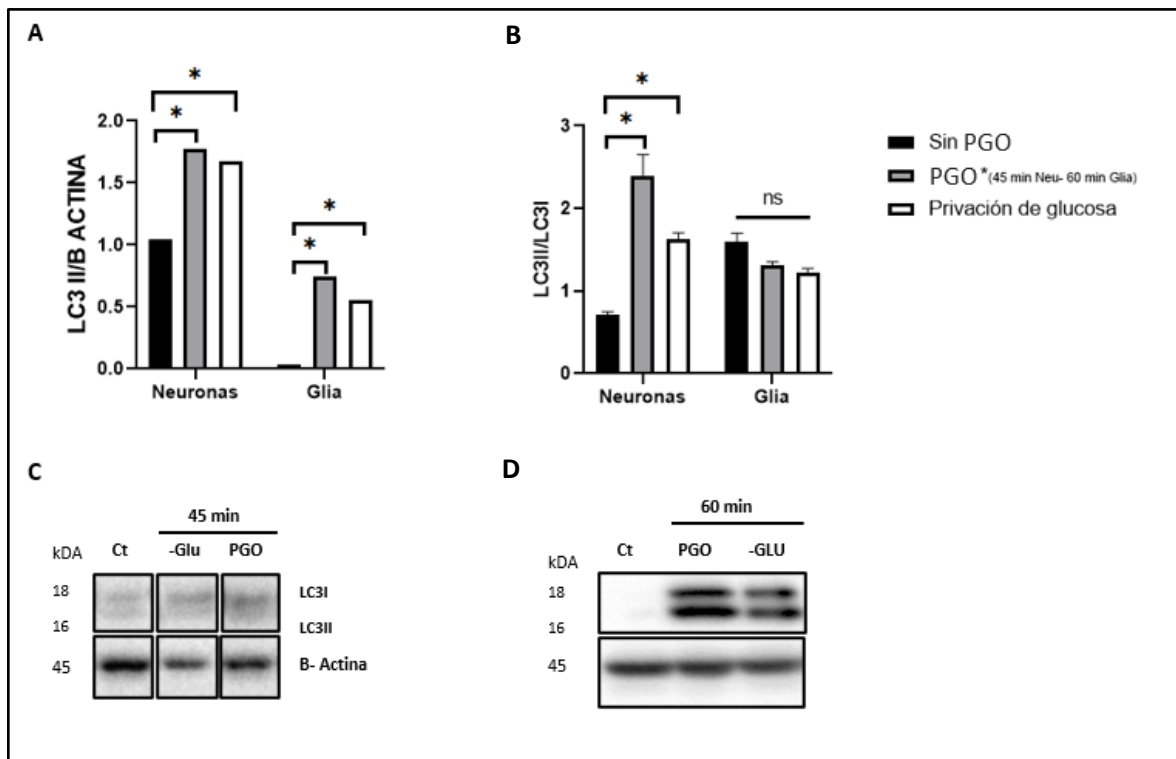 A
LC3 II/B ACTINA
2.0
1.5
1.0
0.5
0.0
*
*
*
*
Neuronas
Glia
B
LC3II/LC3I
3
2
1
0
*
*
ns
Neuronas
Glia
Sin PGO
PGO *(45 min Neu- 60 min Glia)
Privación de glucosa
C
45 min
kDA
Ct
-Glu
PGO
18
LC3I
16
LC3II
45
B- Actina
D
60 min
kDA
Ct
PGO
-GLU
18
16
45